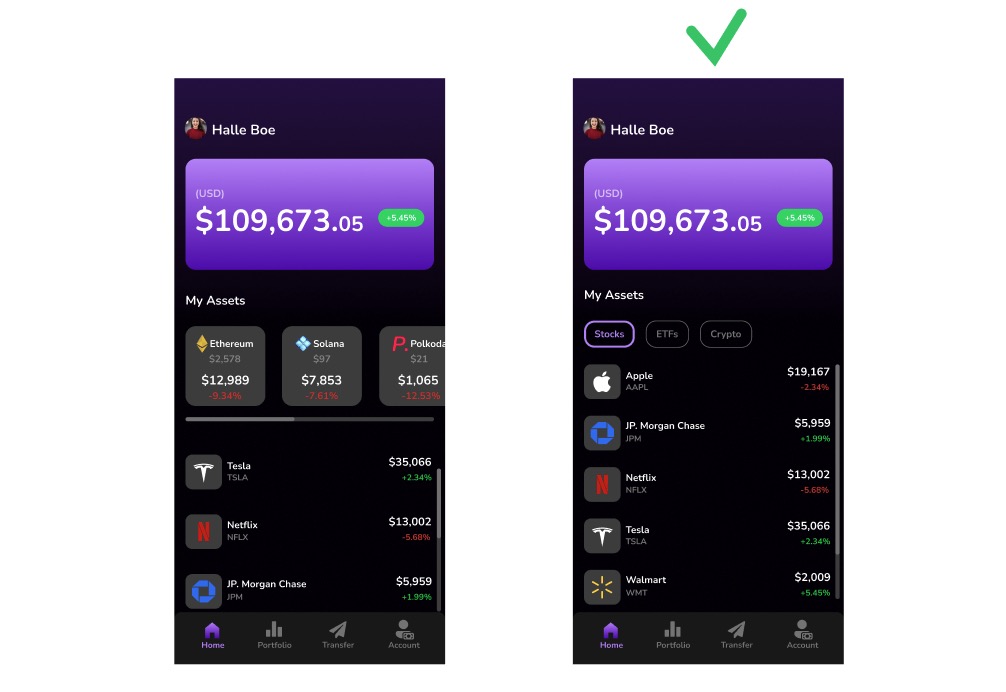 Halle Boe
(USD)
$109,673.05
+5.45%
My Assets
Ethereum
$2,578
$12,989
-9.34%
Solana
$97
$7,853
-7.61%
P. Polkoda
$21
$1,065
-12.53%
Tesla
TSLA
$35,066
+2.34%
N
Netflix
NFLX
$13,002
-5.68%
JP. Morgan Chase
JPM
$5,959
+1.99%
Home
Portfolio
Transfer
Account
Halle Boe
(USD)
$109,673.05
+5.45%
My Assets
Stocks
ETFs
Crypto
Apple
AAPL
$19,167
-2.34%
JP. Morgan Chase
JPM
$5,959
+1.99%
N
Netflix
NFLX
$13,002
-5.68%
Tesla
TSLA
$35,066
+2.34%
Walmart
WMT
$2,009
+5.45%
Home
Portfolio
Transfer
Account